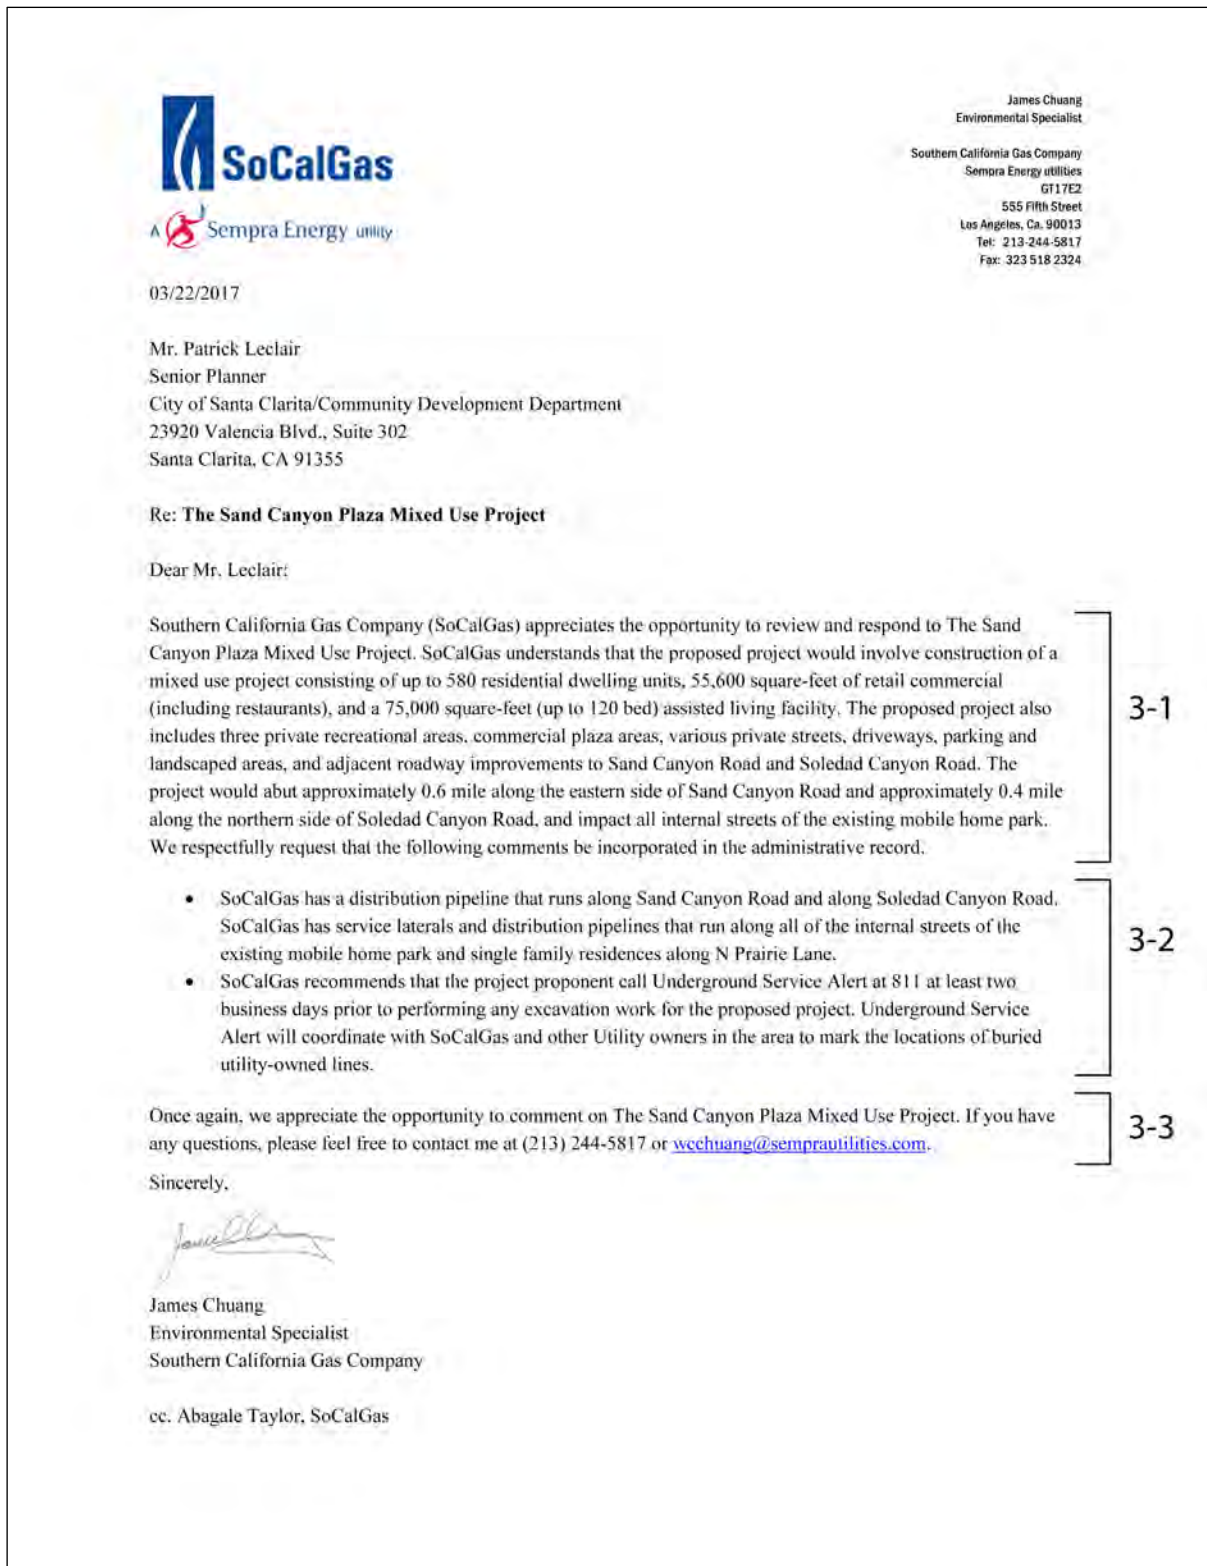 SoCalGas
A Sempra Energy utility
James Chuang
Environmental Specialist
Southern California Gas Company
Sempra Energy utilities
GT17E2
555 Fifth Street
Los Angeles, Ca. 90013
Tel: 213-244-5817
Fax: 323 518 2324
03/22/2017
Mr. Patrick Leclair
Senior Planner
City of Santa Clarita/Community Development Department
23920 Valencia Blvd., Suite 302
Santa Clarita, CA 91355
Re: The Sand Canyon Plaza Mixed Use Project
Dear Mr. Leclair:
Southern California Gas Company (SoCalGas) appreciates the opportunity to review and respond to The Sand
Canyon Plaza Mixed Use Project. SoCalGas understands that the proposed project would involve construction of a
mixed use project consisting of up to 580 residential dwelling units, 55,600 square-feet of retail commercial
(including restaurants), and a 75,000 square-feet (up to 120 bed) assisted living facility. The proposed project also
includes three private recreational areas, commercial plaza areas, various private streets, driveways, parking and
landscaped areas, and adjacent roadway improvements to Sand Canyon Road and Soledad Canyon Road. The
project would abut approximately 0.6 mile along the eastern side of Sand Canyon Road and approximately 0.4 mile
along the northern side of Soledad Canyon Road, and impact all internal streets of the existing mobile home park.
We respectfully request that the following comments be incorporated in the administrative record.
3-1
• SoCalGas has a distribution pipeline that runs along Sand Canyon Road and along Soledad Canyon Road.
SoCalGas has service laterals and distribution pipelines that run along all of the internal streets of the
existing mobile home park and single family residences along N Prairie Lane.
• SoCalGas recommends that the project proponent call Underground Service Alert at 811 at least two
business days prior to performing any excavation work for the proposed project. Underground Service
Alert will coordinate with SoCalGas and other Utility owners in the area to mark the locations of buried
utility-owned lines.
3-2
Once again, we appreciate the opportunity to comment on The Sand Canyon Plaza Mixed Use Project. If you have
any questions, please feel free to contact me at (213) 244-5817 or wcchuang@semprautilities.com.
3-3
Sincerely,
James Chuang
Environmental Specialist
Southern California Gas Company
cc. Abagale Taylor, SoCalGas